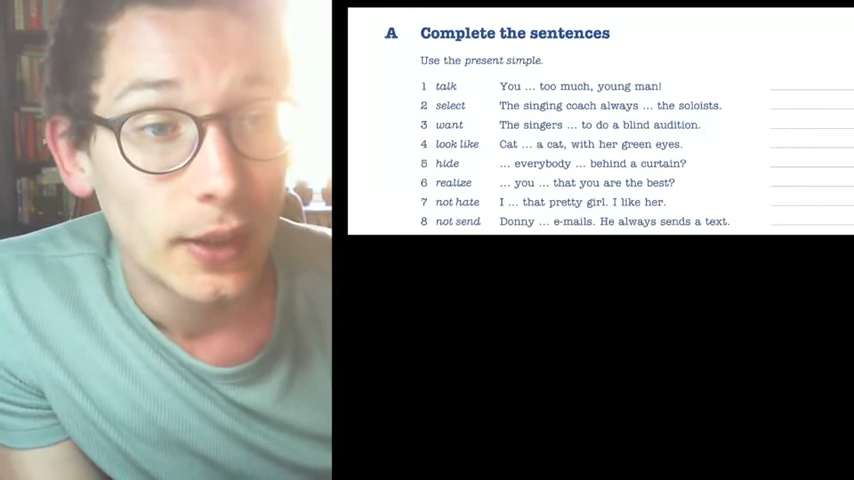 A Complete the sentences
Use the present simple.
1 talk You ... too much, young man!
2 select The singing coach always ... the soloists.
3 want The singers ... to do a blind audition.
4 look like Cat ... a cat, with her green eyes.
5 hide ... everybody ... behind a curtain?
6 realize ... you ... that you are the best?
7 not hate I ... that pretty girl. I like her.
8 not send Donny ... e-mails. He always sends a text.